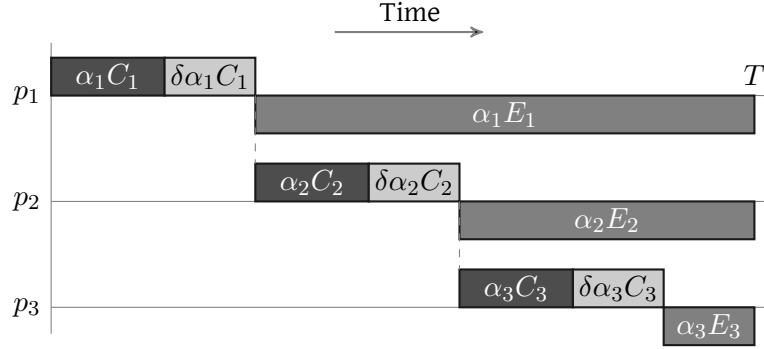 Time
α₁C₁ δα₁C₁ T
p₁
α₁E₁
α₂C₂ δα₂C₂
p₂
α₂E₂
α₃C₃ δα₃C₃
p₃
α₃E₃